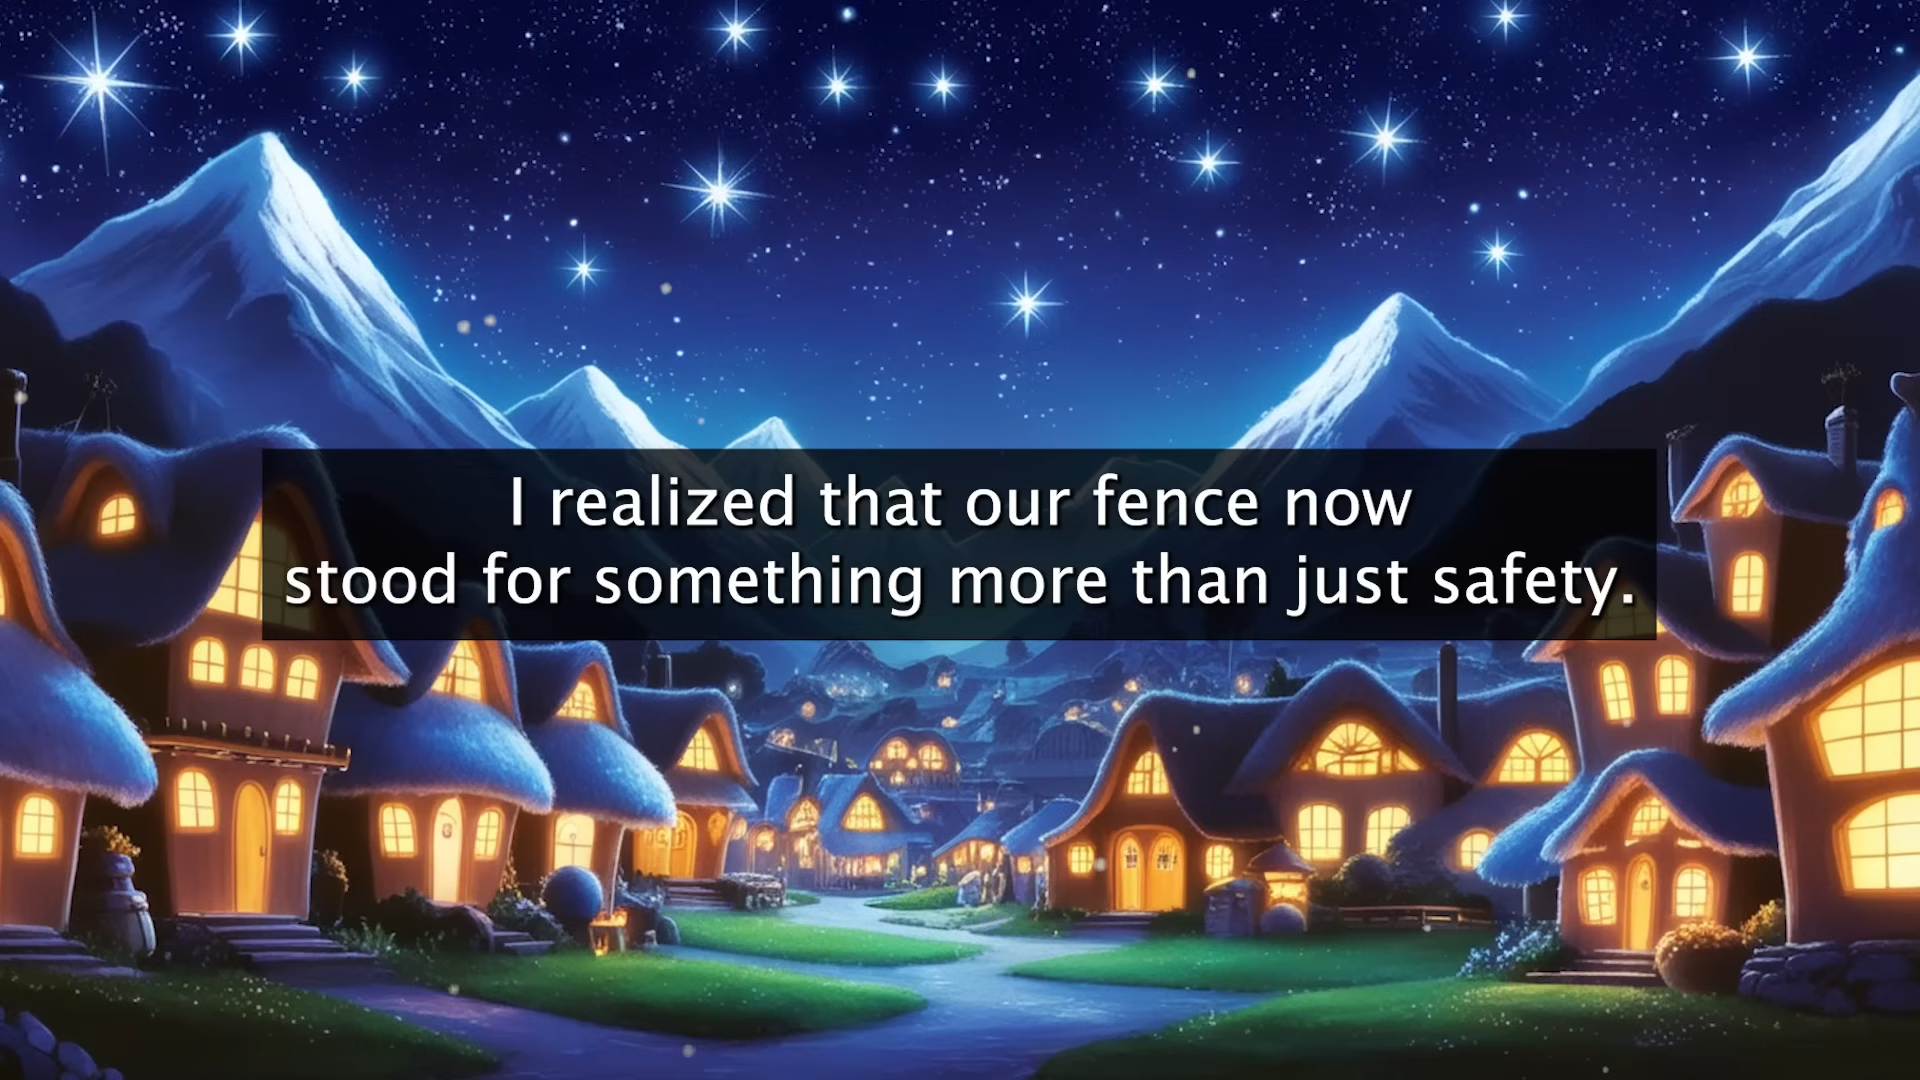 I realized that our fence now
stood for something more than just safety.